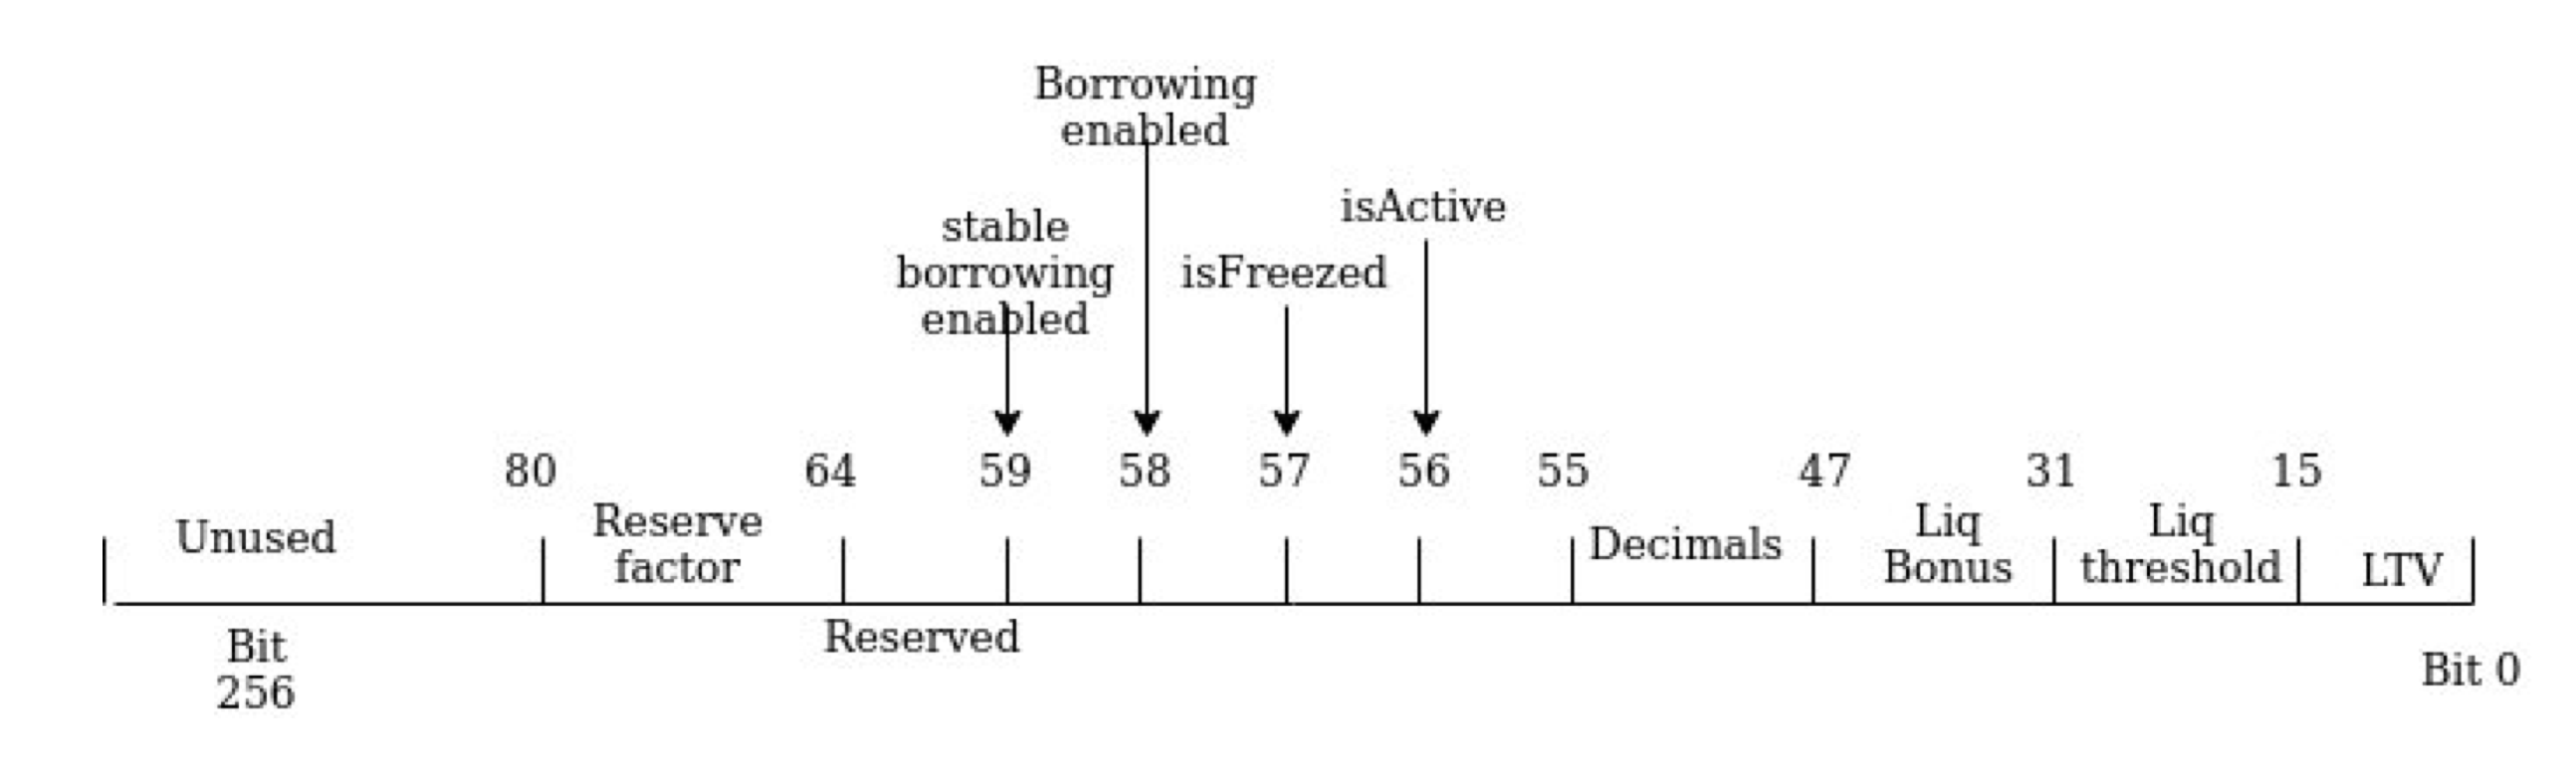 Borrowing
enabled
isActive
stable
borrowing
enabled
isFreezed
80 64 59 58 57 56 55 47 31 15
Unused
Reserve
factor
Decimals
Liq
Bonus
Liq
threshold
LTV
Bit
256
Reserved
Bit 0